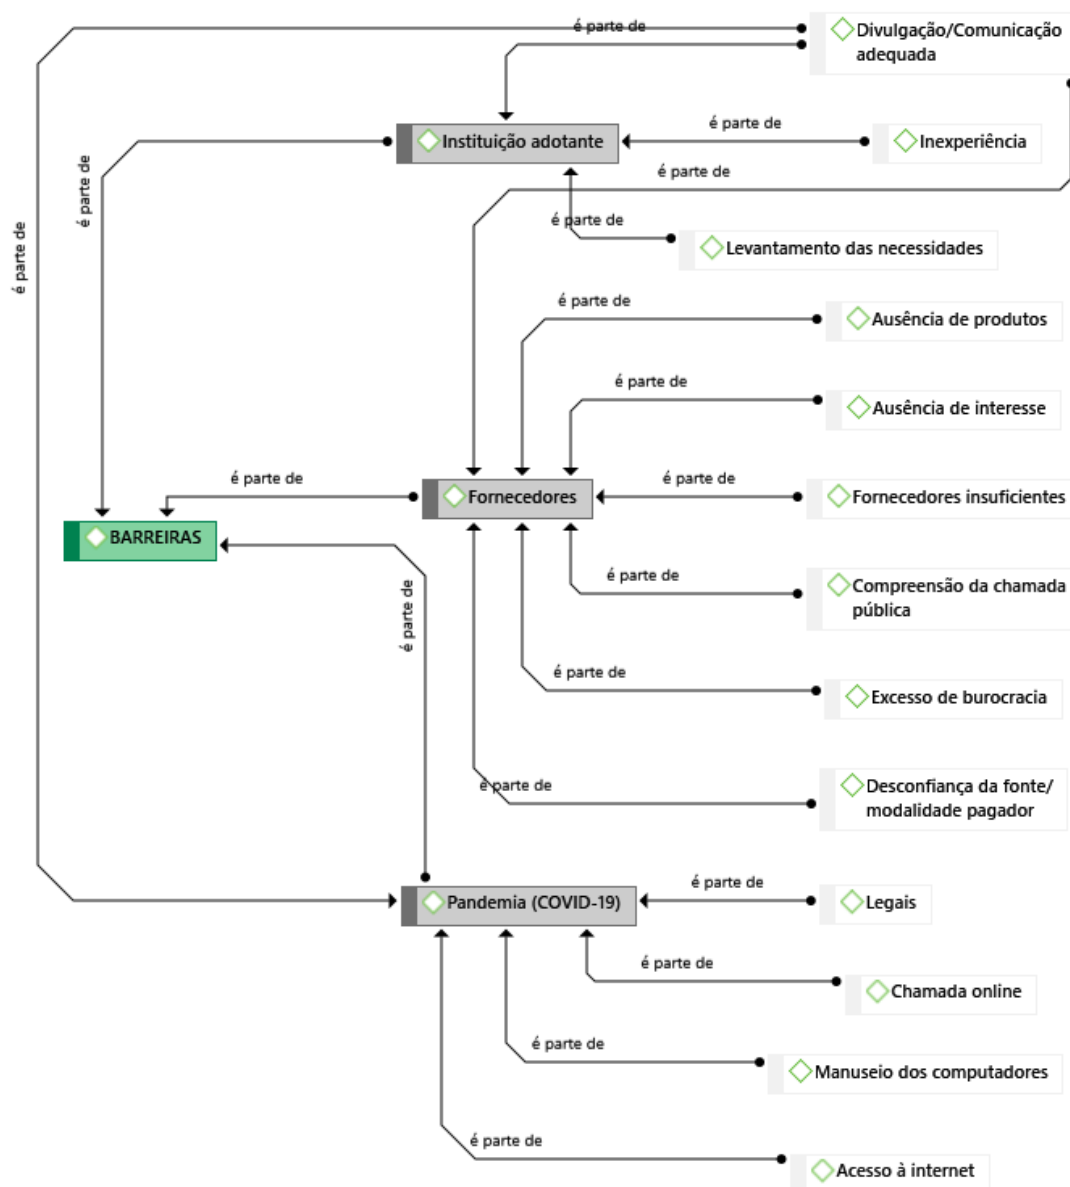 é parte de
Divulgação/Comunicação
adequada
Instituição adotante
é parte de
Inexperiência
é parte de
é parte de
é parte de
Levantamento das necessidades
é parte de
é parte de
Ausência de produtos
é parte de
Ausência de interesse
é parte de
Fornecedores
é parte de
Fornecedores insuficientes
BARREIRAS
é parte de
é parte de
Compreensão da chamada
pública
é parte de
Excesso de burocracia
é parte de
Desconfiança da fonte/
modalidade pagador
Pandemia (COVID-19)
é parte de
Legais
é parte de
Chamada online
é parte de
Manuseio dos computadores
é parte de
Acesso à internet